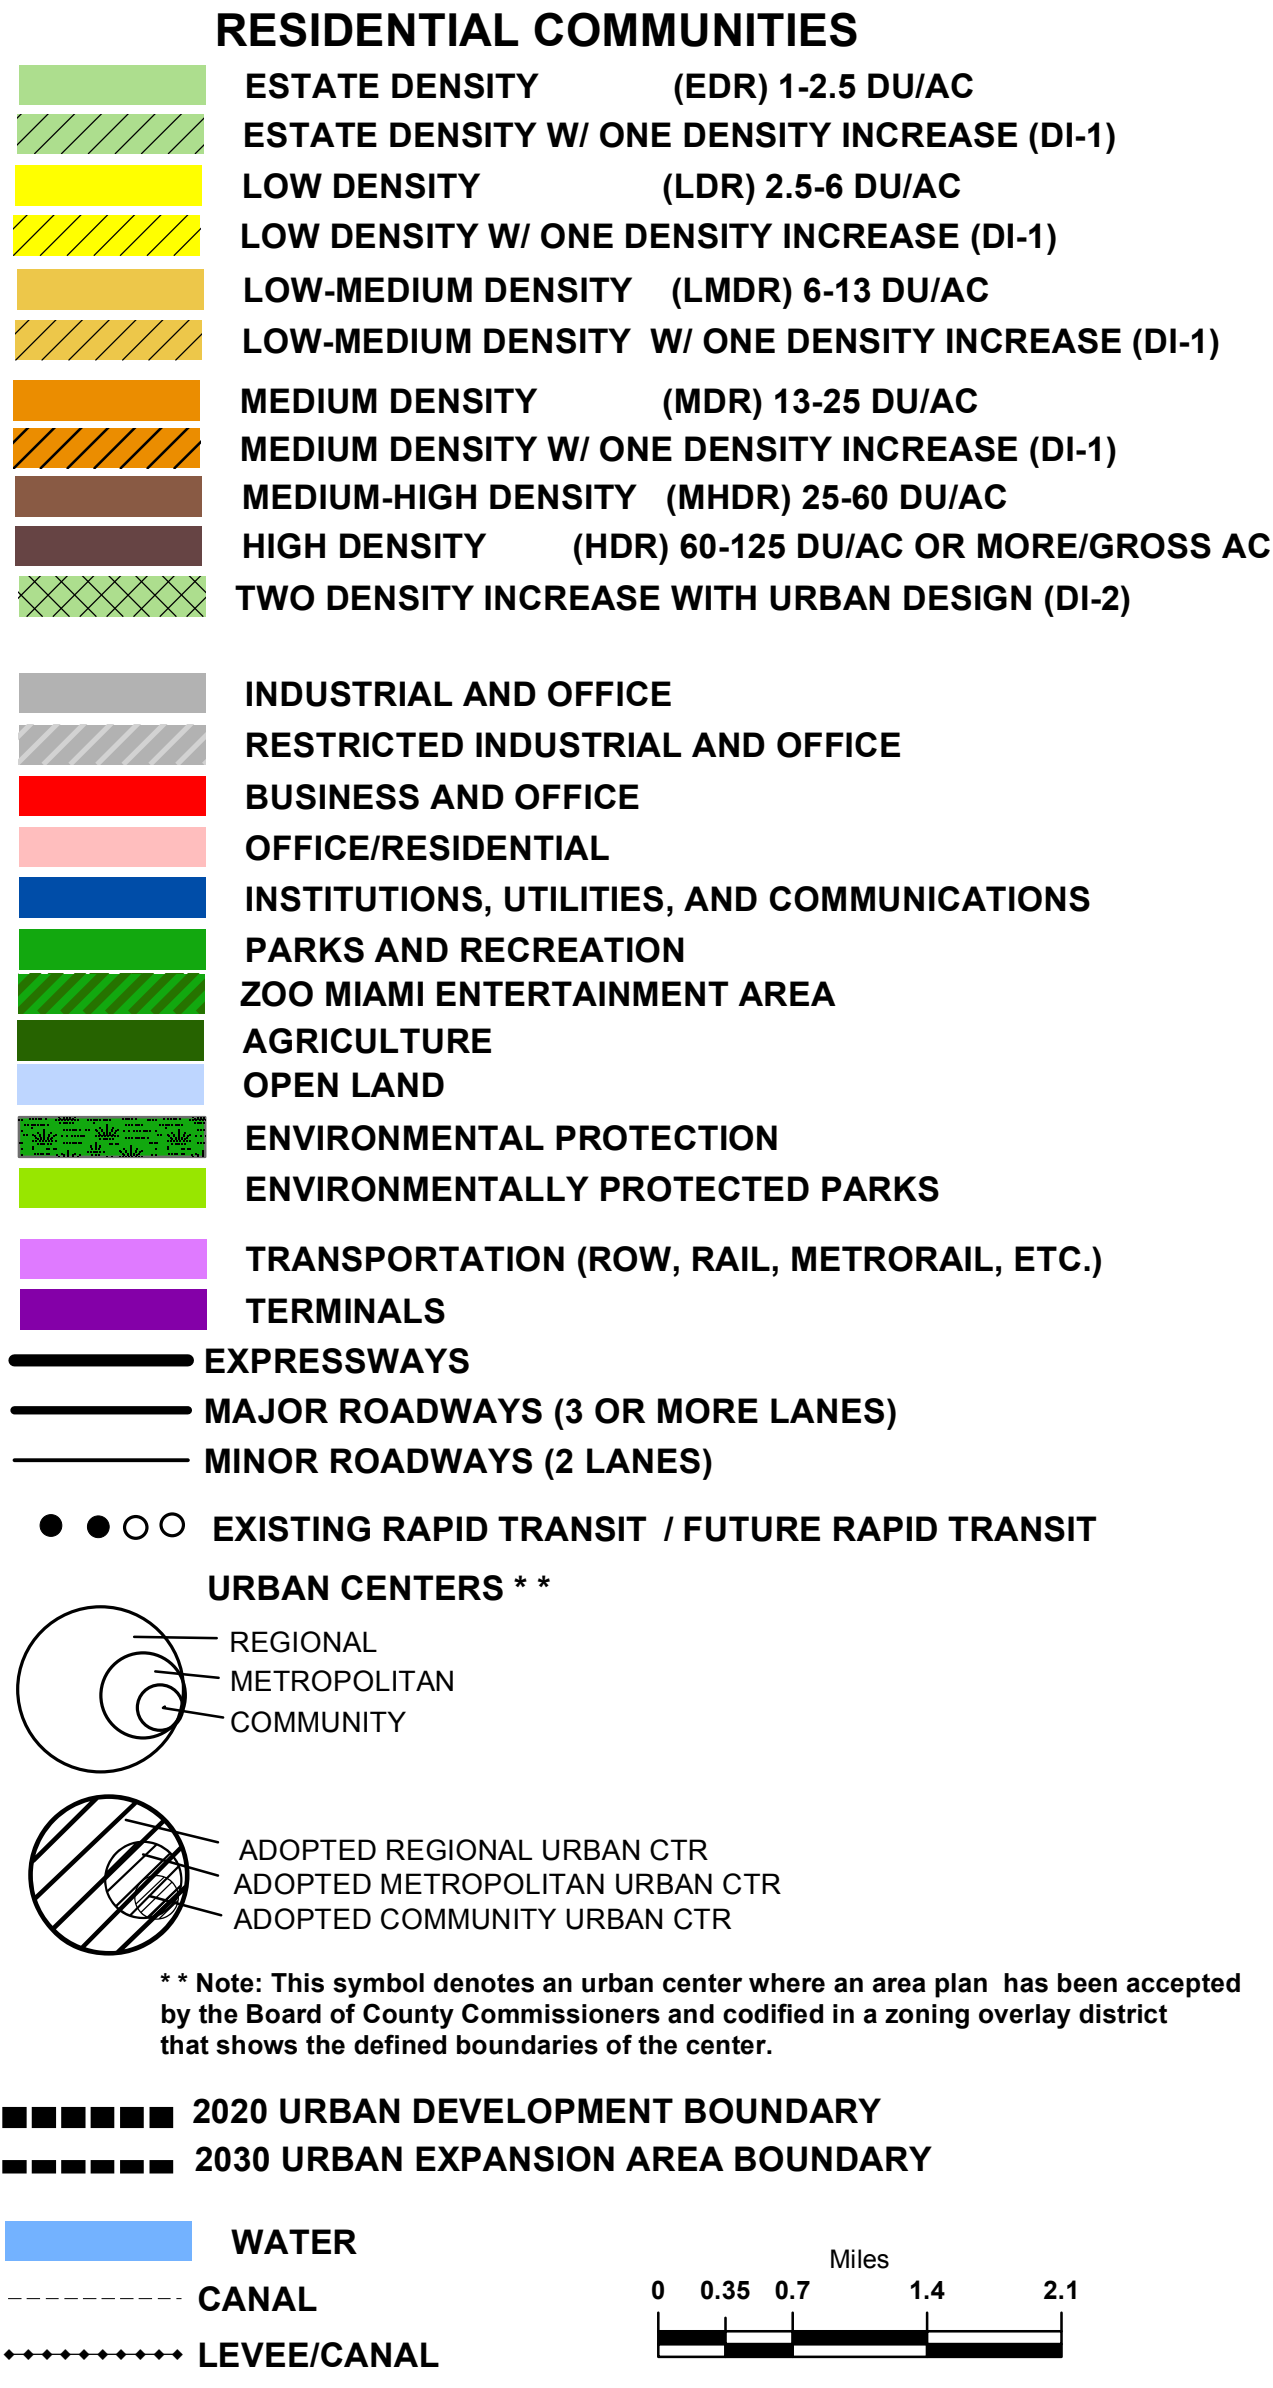 RESIDENTIAL COMMUNITIES
ESTATE DENSITY (EDR) 1-2.5 DU/AC
ESTATE DENSITY W/ ONE DENSITY INCREASE (DI-1)
LOW DENSITY (LDR) 2.5-6 DU/AC
LOW DENSITY W/ ONE DENSITY INCREASE (DI-1)
LOW-MEDIUM DENSITY (LMDR) 6-13 DU/AC
LOW-MEDIUM DENSITY W/ ONE DENSITY INCREASE (DI-1)
MEDIUM DENSITY (MDR) 13-25 DU/AC
MEDIUM DENSITY W/ ONE DENSITY INCREASE (DI-1)
MEDIUM-HIGH DENSITY (MHDR) 25-60 DU/AC
HIGH DENSITY (HDR) 60-125 DU/AC OR MORE/GROSS AC
TWO DENSITY INCREASE WITH URBAN DESIGN (DI-2)
INDUSTRIAL AND OFFICE
RESTRICTED INDUSTRIAL AND OFFICE
BUSINESS AND OFFICE
OFFICE/RESIDENTIAL
INSTITUTIONS, UTILITIES, AND COMMUNICATIONS
PARKS AND RECREATION
ZOO MIAMI ENTERTAINMENT AREA
AGRICULTURE
OPEN LAND
ENVIRONMENTAL PROTECTION
ENVIRONMENTALLY PROTECTED PARKS
TRANSPORTATION (ROW, RAIL, METRORAIL, ETC.)
TERMINALS
EXPRESSWAYS
MAJOR ROADWAYS (3 OR MORE LANES)
MINOR ROADWAYS (2 LANES)
EXISTING RAPID TRANSIT / FUTURE RAPID TRANSIT
URBAN CENTERS * *
REGIONAL
METROPOLITAN
COMMUNITY
ADOPTED REGIONAL URBAN CTR
ADOPTED METROPOLITAN URBAN CTR
ADOPTED COMMUNITY URBAN CTR
* * Note: This symbol denotes an urban center where an area plan has been accepted
by the Board of County Commissioners and codified in a zoning overlay district
that shows the defined boundaries of the center.
2020 URBAN DEVELOPMENT BOUNDARY
2030 URBAN EXPANSION AREA BOUNDARY
WATER
CANAL
LEVEE/CANAL
Miles
0 0.35 0.7 1.4 2.1